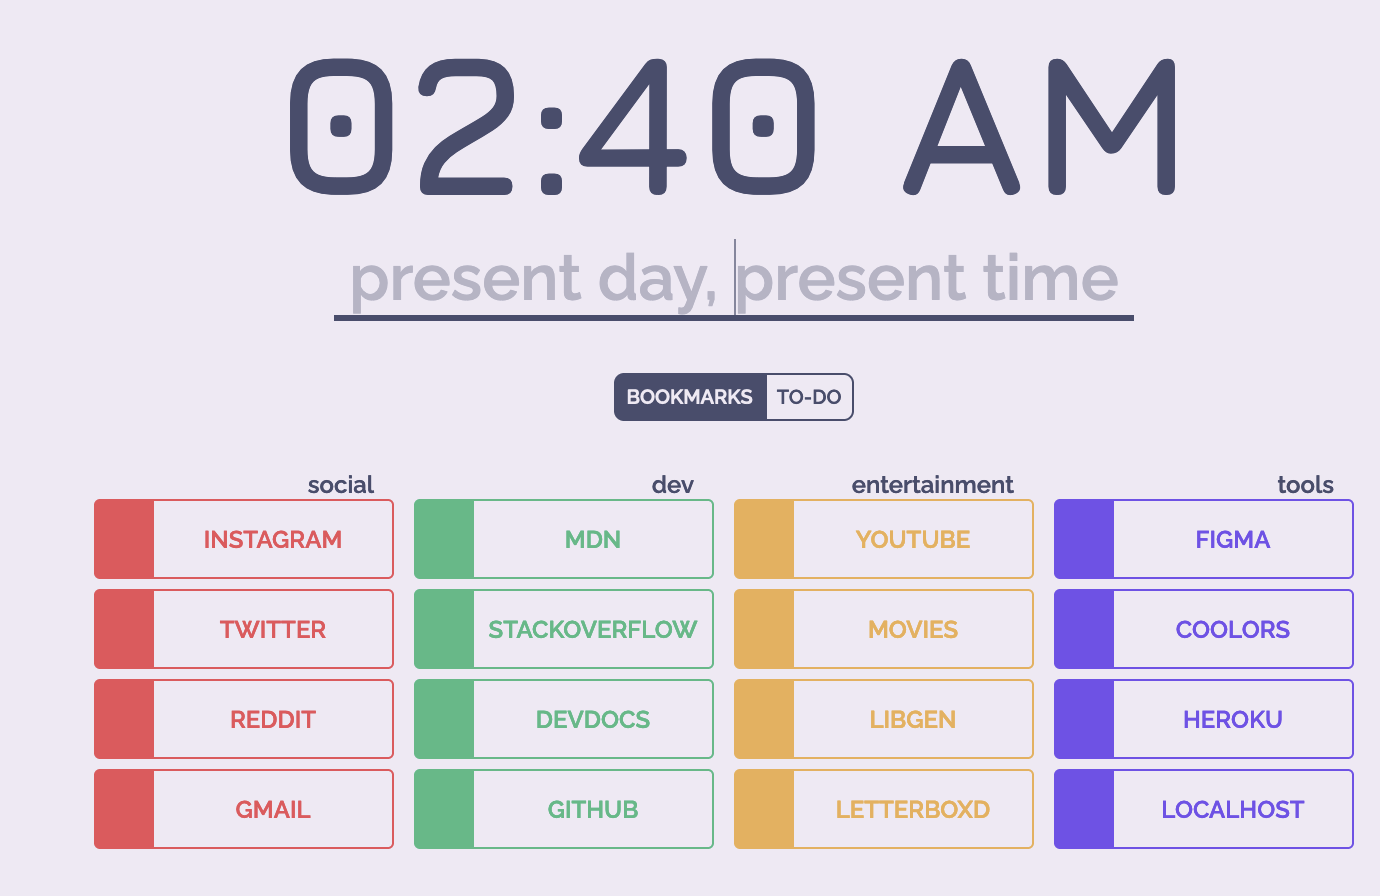 02:40 AM
present day, present time
BOOKMARKS TO-DO
social dev entertainment tools
INSTAGRAM MDN YOUTUBE FIGMA
TWITTER STACKOVERFLOW MOVIES COOLORS
REDDIT DEVDOCS LIBGEN HEROKU
GMAIL GITHUB LETTERBOXD LOCALHOST